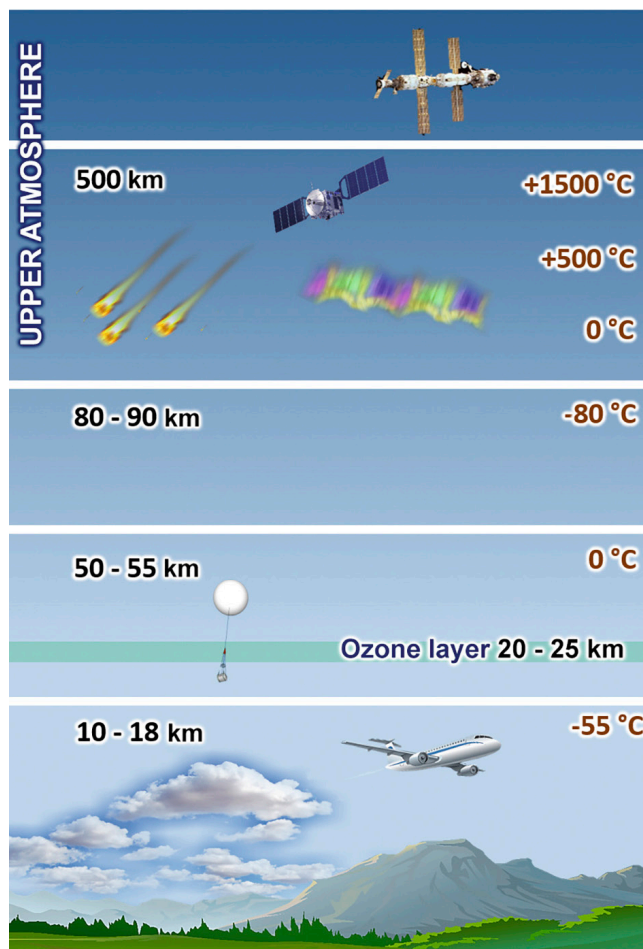 UPPER ATMOSPHERE
500 km
+1500 °C
+500 °C
0 °C
80 - 90 km
-80 °C
50 - 55 km
0 °C
Ozone layer 20 - 25 km
10 - 18 km
-55 °C